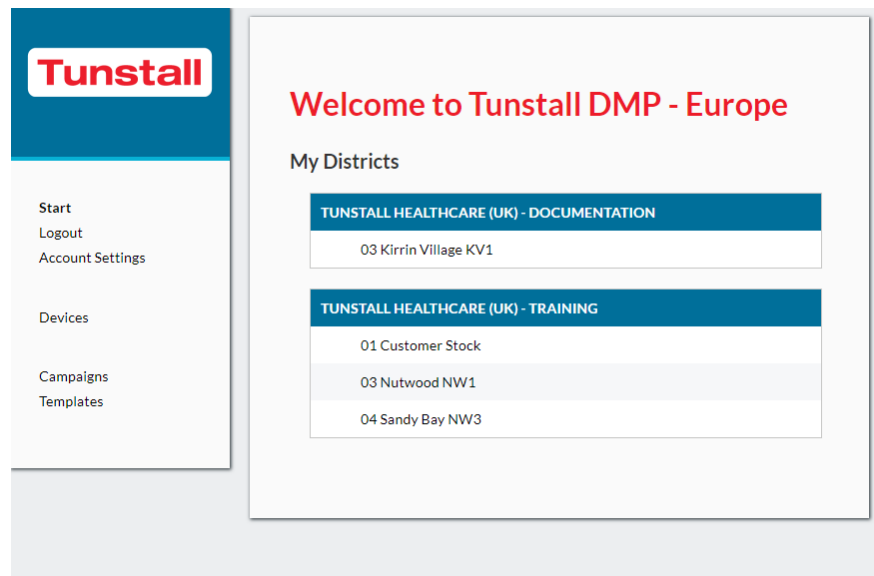 Tunstall
Start
Logout
Account Settings
Devices
Campaigns
Templates
Welcome to Tunstall DMP - Europe
My Districts
TUNSTALL HEALTHCARE (UK) - DOCUMENTATION
03 Kirrin Village KV1
TUNSTALL HEALTHCARE (UK) - TRAINING
01 Customer Stock
03 Nutwood NW1
04 Sandy Bay NW3